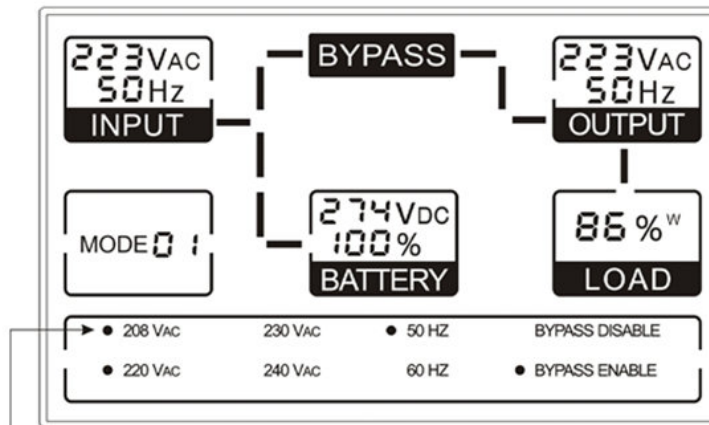 223VAC
50Hz
INPUT
BYPASS
223VAC
50Hz
OUTPUT
MODE 01
274VDC
100%
BATTERY
86%W
LOAD
● 208 VAC 230 VAC ● 50 HZ BYPASS DISABLE
● 220 VAC 240 VAC 60 HZ ● BYPASS ENABLE